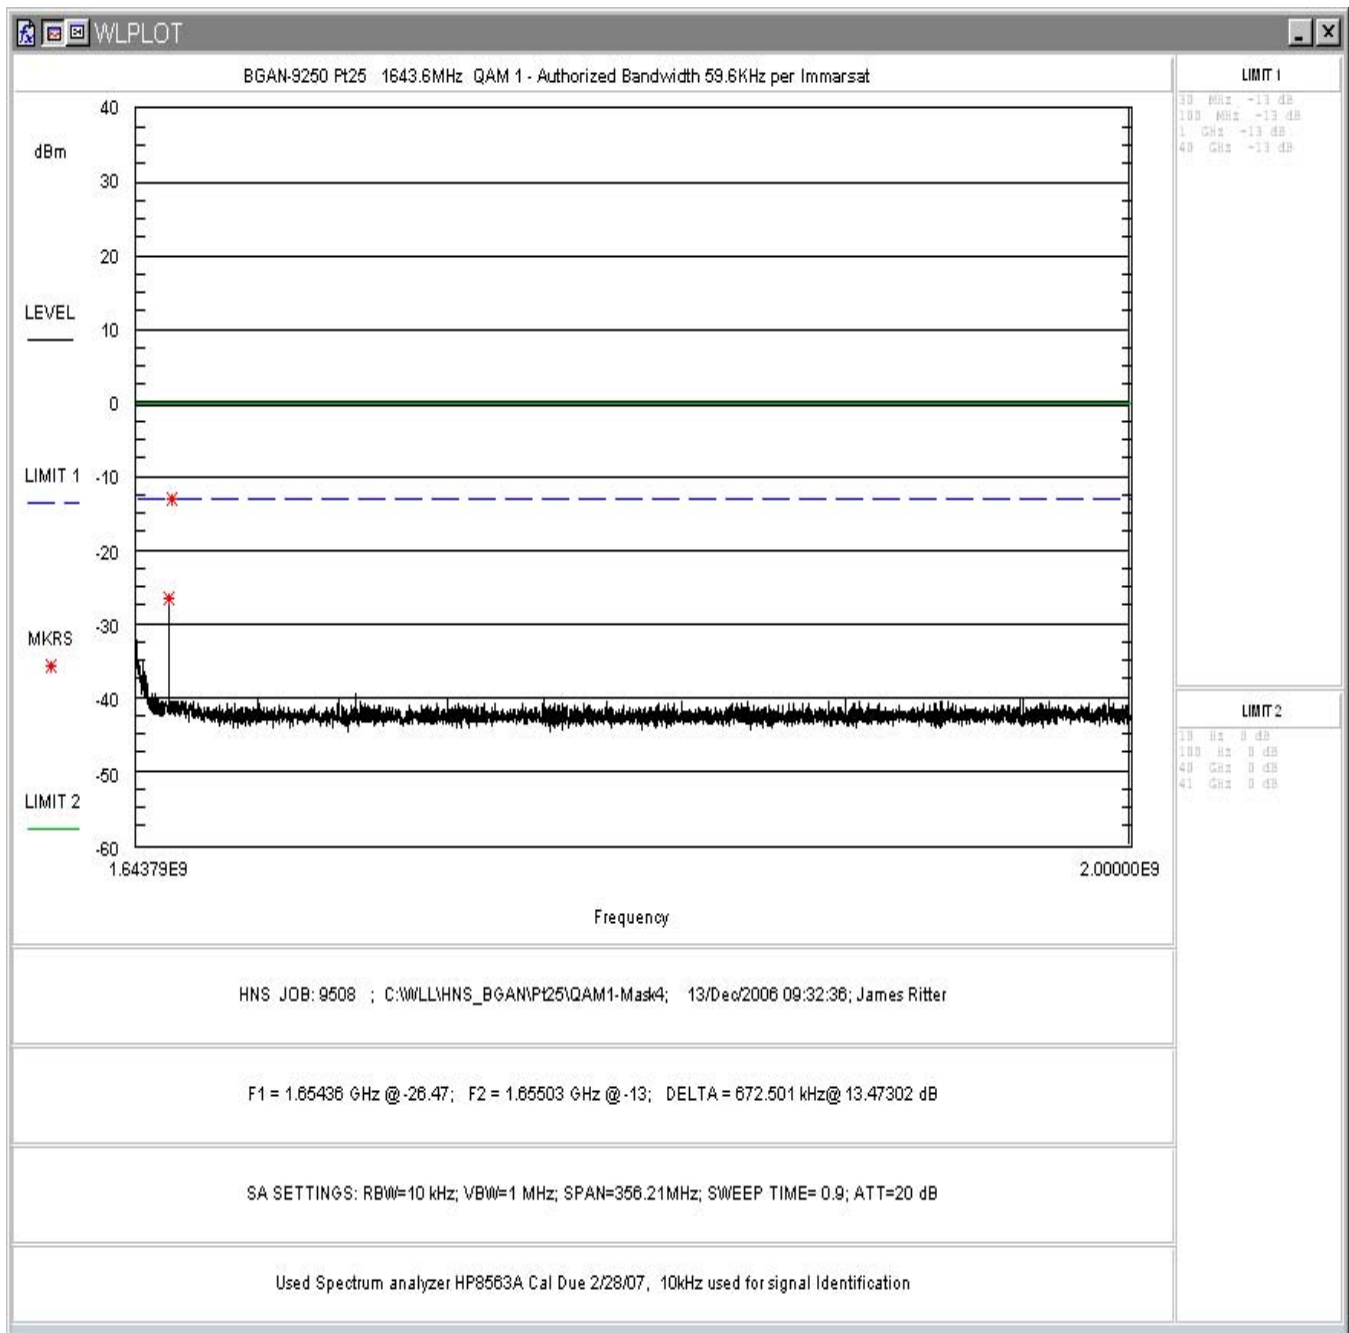 WLPLOT
BGAN-9250 Pt25 1643.6MHz QAM 1 - Authorized Bandwidth 59.6KHz per Immarsat
LIMIT 1
30 MHz -13 dB
100 MHz -13 dB
1 GHz -13 dB
40 GHz -13 dB
dBm
LEVEL
LIMIT 1
MKRS
LIMIT 2
40
30
20
10
0
-10
-20
-30
-40
-50
-60
1.64379E9
2.00000E9
Frequency
LIMIT 2
10 Hz 0 dB
100 Hz 0 dB
40 GHz 0 dB
41 GHz 0 dB
HNS JOB: 9508 ; C:\WLL\HNS_BGAN\Pt25\QAM1-Mask4; 13/Dec/2006 09:32:36; James Ritter
F1 = 1.65436 GHz @ -26.47; F2 = 1.65503 GHz @ -13; DELTA = 672.501 kHz@ 13.47302 dB
SA SETTINGS: RBW=10 kHz; VBW=1 MHz; SPAN=356.21MHz; SWEEP TIME= 0.9; ATT=20 dB
Used Spectrum analyzer HP8563A Cal Due 2/28/07, 10kHz used for signal Identification